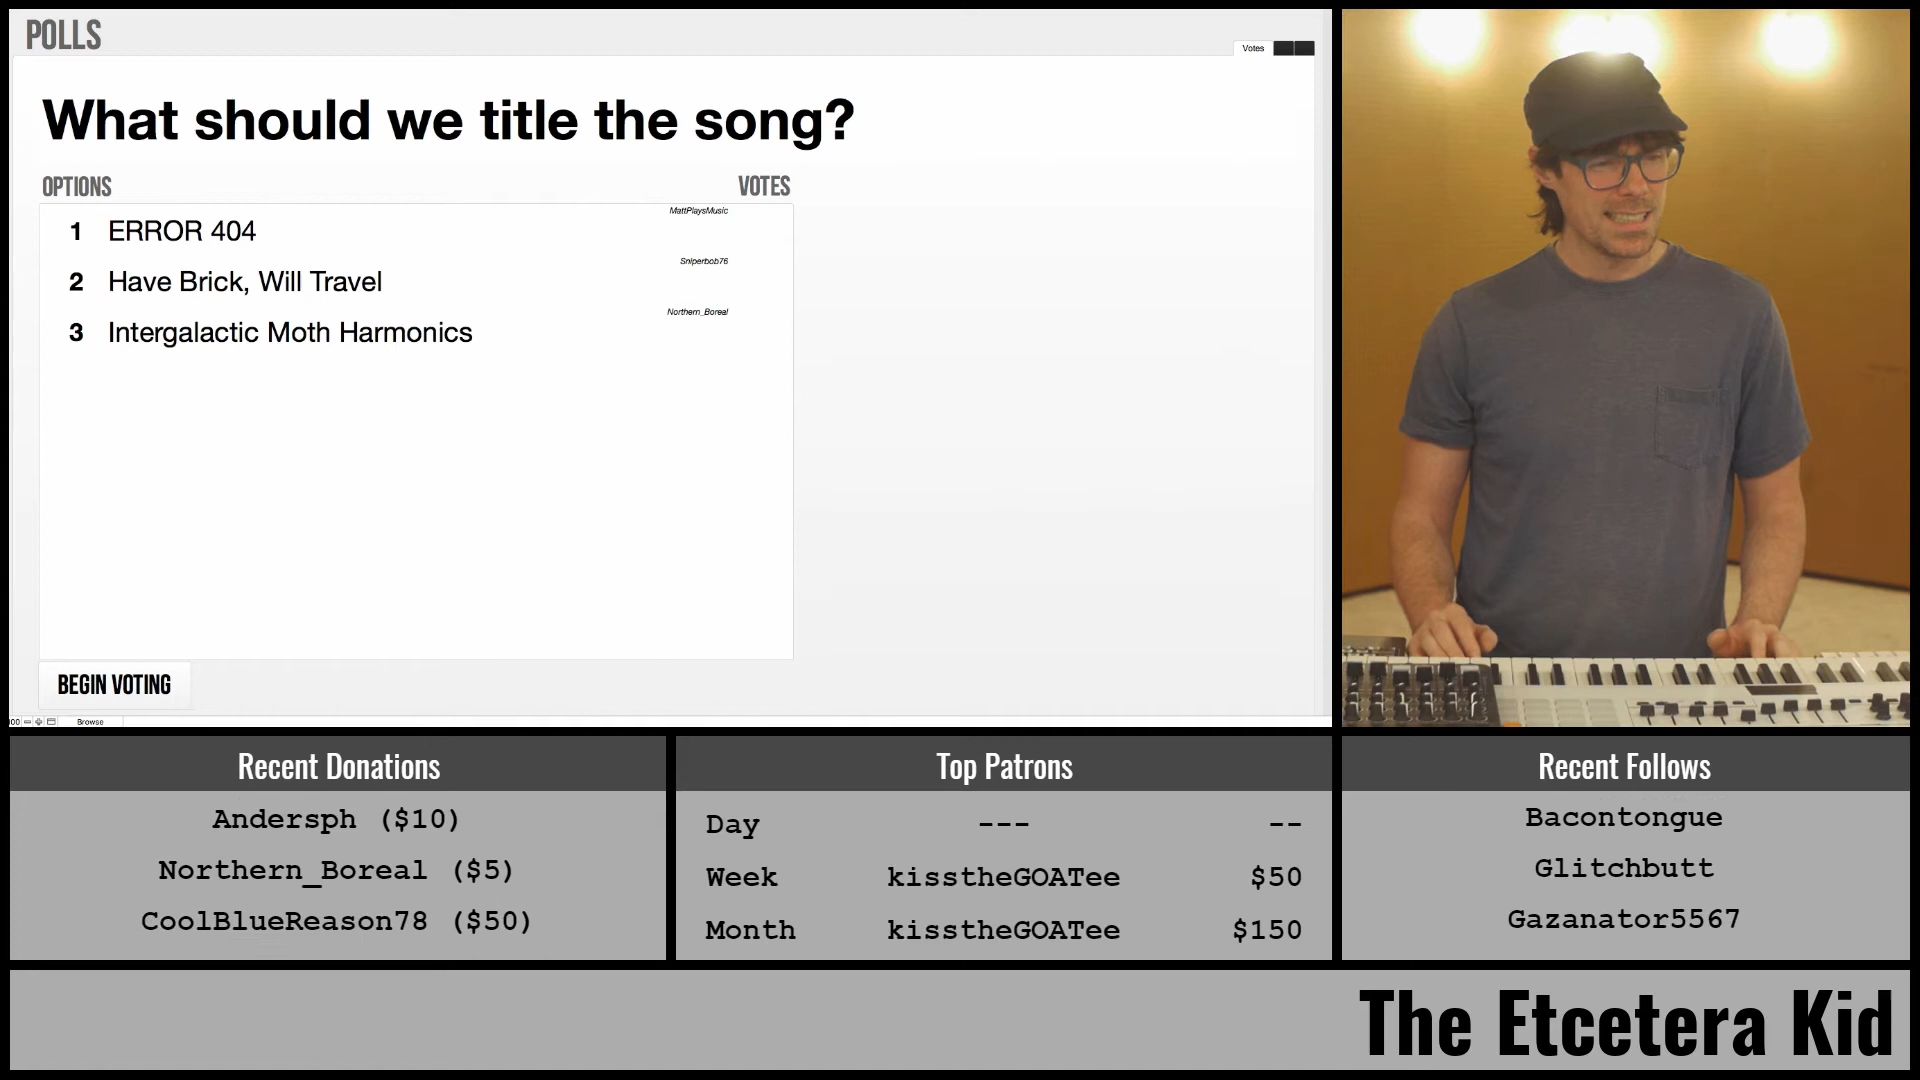 POLLS
Votes
What should we title the song?
OPTIONS VOTES
MattPlaysMusic
1 ERROR 404
Sniperbob76
2 Have Brick, Will Travel
Northern_Boreal
3 Intergalactic Moth Harmonics
BEGIN VOTING
Browse
Recent Donations
Andersph ($10)
Northern_Boreal ($5)
CoolBlueReason78 ($50)
Top Patrons
Day --- --
Week kisstheGOATee $50
Month kisstheGOATee $150
Recent Follows
Bacontongue
Glitchbutt
Gazanator5567
The Etcetera Kid